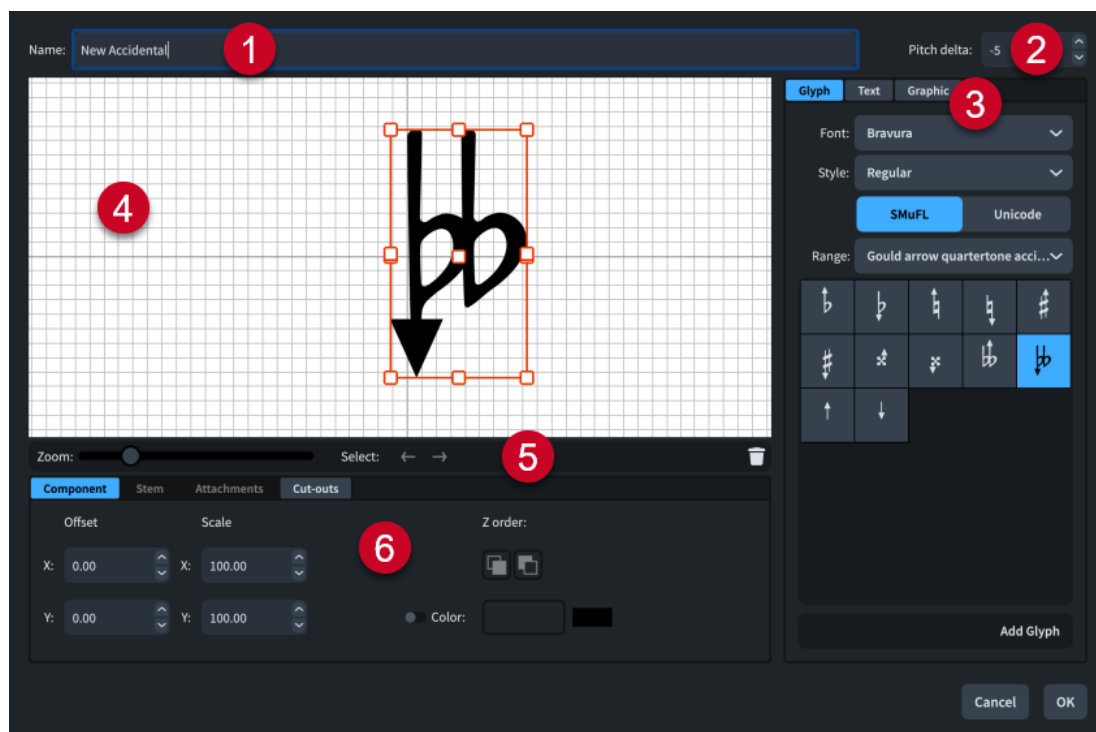 Name: New Accidental 1 Pitch delta: -5 2
Glyph Text Graphic 3
Font: Bravura
Style: Regular
SMuFL Unicode
Range: Gould arrow quartertone acci...
4
Zoom: Select: ← → 5
Component Stem Attachments Cut-outs
Offset Scale Z order:
6
X: 0.00 X: 100.00
Y: 0.00 Y: 100.00 Color:
Add Glyph
Cancel OK